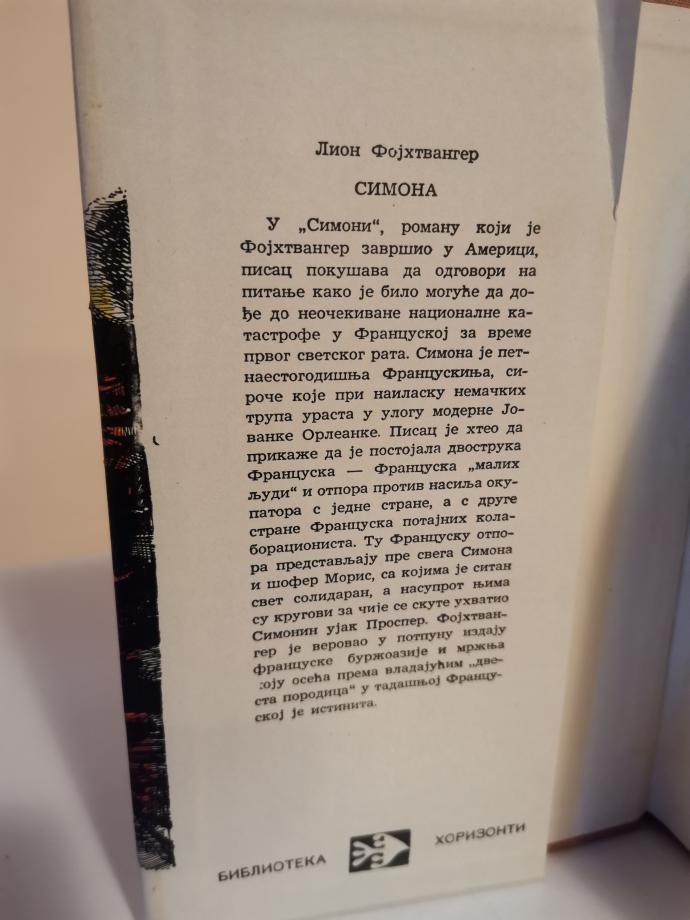 Лион Фојхтвангер
СИМОНА
У „Симони“, роману који је
Фојхтвангер завршио у Америци,
писац покушава да одговори на
питање како је било могуће да до-
ђе до неочекиване националне ка-
тастрофе у Француској за време
првог светског рата. Симона је пет-
наестогодишња Францускиња, си-
роче које при наиласку немачких
трупа ураста у улогу модерне Јо-
ванке Орлеанке. Писац је хтео да
прикаже да је постојала двострука
Француска — Француска „малих
људи“ и отпора против насиља оку-
патора с једне стране, а с друге
стране Француска потајних кола-
борациониста. Ту Француску отпо-
ра представљају пре свега Симона
и шофер Морис, са којима је ситан
свет солидаран, а насупрот њима
су кругови за чије се скуте ухватио
Симонин ујак Проспер. Фојхтван-
гер је веровао у потпуну издају
француске буржоазије и мржња
коју осећа према владајућим „две-
ста породица“ у тадашњој Францу-
ској је истинита.
БИБЛИОТЕКА ХОРИЗОНТИ